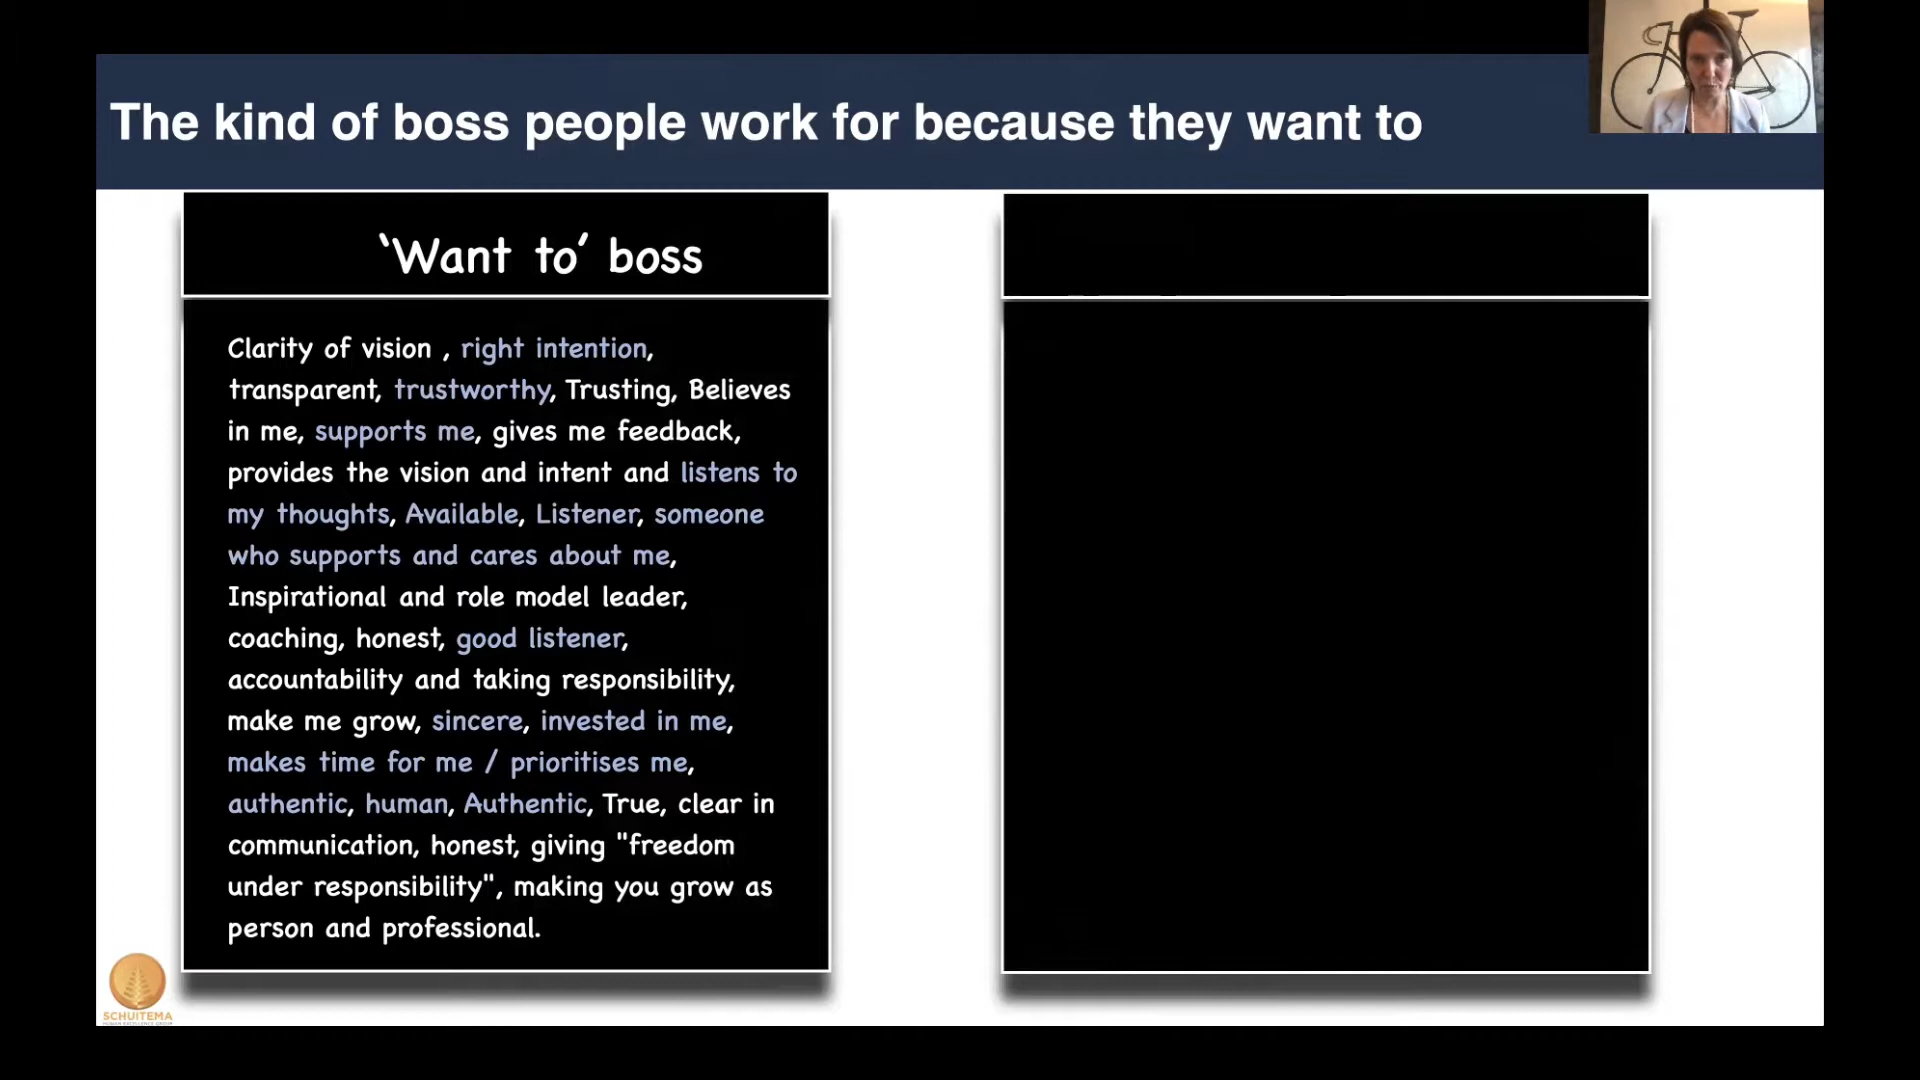 The kind of boss people work for because they want to
‘Want to’ boss
Clarity of vision , right intention,
transparent, trustworthy, Trusting, Believes
in me, supports me, gives me feedback,
provides the vision and intent and listens to
my thoughts, Available, Listener, someone
who supports and cares about me,
Inspirational and role model leader,
coaching, honest, good listener,
accountability and taking responsibility,
make me grow, sincere, invested in me,
makes time for me / prioritises me,
authentic, human, Authentic, True, clear in
communication, honest, giving "freedom
under responsibility", making you grow as
person and professional.
SCHUITEMA
HUMAN EXCELLENCE GROUP